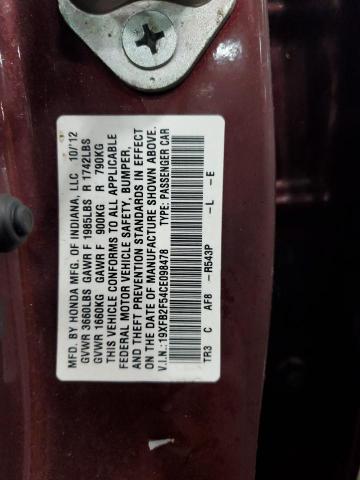 MFD. BY HONDA MFG. OF INDIANA, LLC 10/'12
GVWR 3660LBS GAWR F 1985LBS R 1742LBS
GVWR 1660KG GAWR F 900KG R 790KG
THIS VEHICLE CONFORMS TO ALL APPLICABLE
FEDERAL MOTOR VEHICLE SAFETY, BUMPER,
AND THEFT PREVENTION STANDARDS IN EFFECT
ON THE DATE OF MANUFACTURE SHOWN ABOVE.
V.I.N.: 19XFB2F54CE098478 TYPE: PASSENGER CAR
TR3 C AF8 -R543P -L -E